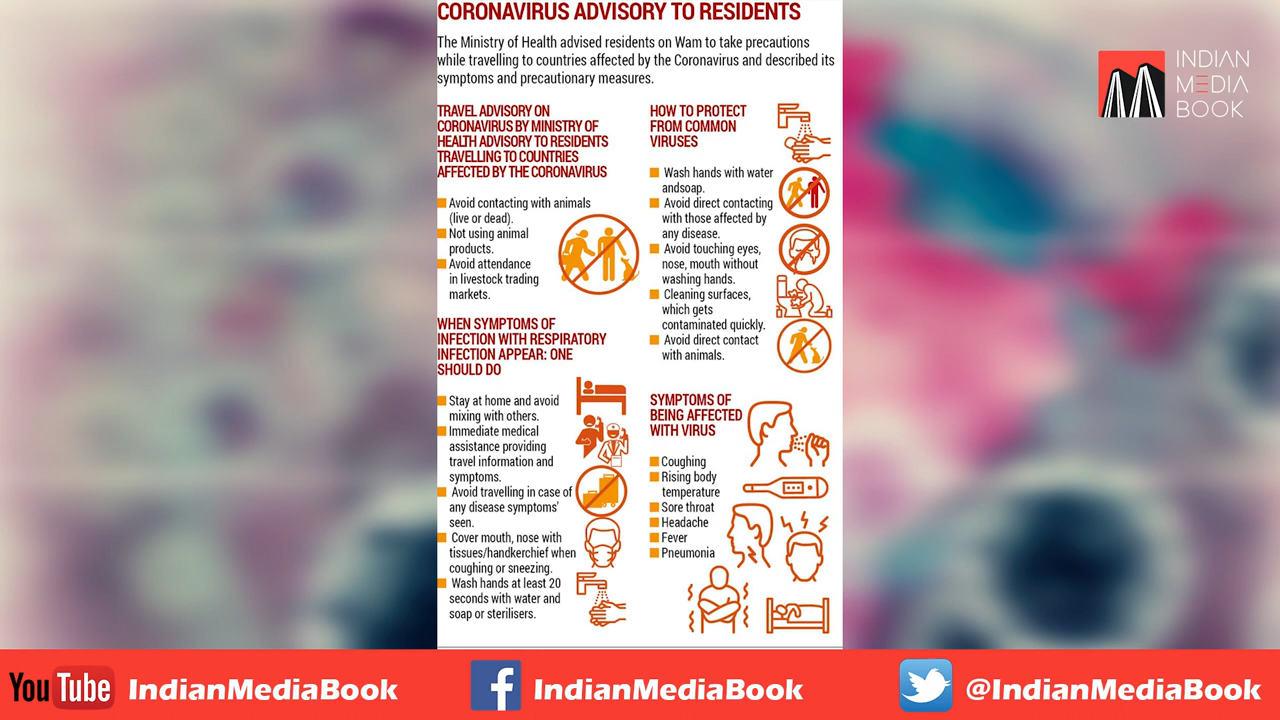 CORONAVIRUS ADVISORY TO RESIDENTS
The Ministry of Health advised residents on Wam to take precautions
while travelling to countries affected by the Coronavirus and described its
symptoms and precautionary measures.
TRAVEL ADVISORY ON
CORONAVIRUS BY MINISTRY OF
HEALTH ADVISORY TO RESIDENTS
TRAVELLING TO COUNTRIES
AFFECTED BY THE CORONAVIRUS
Avoid contacting with animals
(live or dead).
Not using animal
products.
Avoid attendance
in livestock trading
markets.
WHEN SYMPTOMS OF
INFECTION WITH RESPIRATORY
INFECTION APPEAR: ONE
SHOULD DO
Stay at home and avoid
mixing with others.
Immediate medical
assistance providing
travel information and
symptoms.
Avoid travelling in case of
any disease symptoms'
seen.
Cover mouth, nose with
tissues/handkerchief when
coughing or sneezing.
Wash hands at least 20
seconds with water and
soap or sterilisers.
HOW TO PROTECT
FROM COMMON
VIRUSES
Wash hands with water
andsoap.
Avoid direct contacting
with those affected by
any disease.
Avoid touching eyes,
nose, mouth without
washing hands.
Cleaning surfaces,
which gets
contaminated quickly.
Avoid direct contact
with animals.
SYMPTOMS OF
BEING AFFECTED
WITH VIRUS
Coughing
Rising body
temperature
Sore throat
Headache
Fever
Pneumonia
INDIAN
MEDIA
BOOK
YouTube IndianMediaBook
f IndianMediaBook
@IndianMediaBook